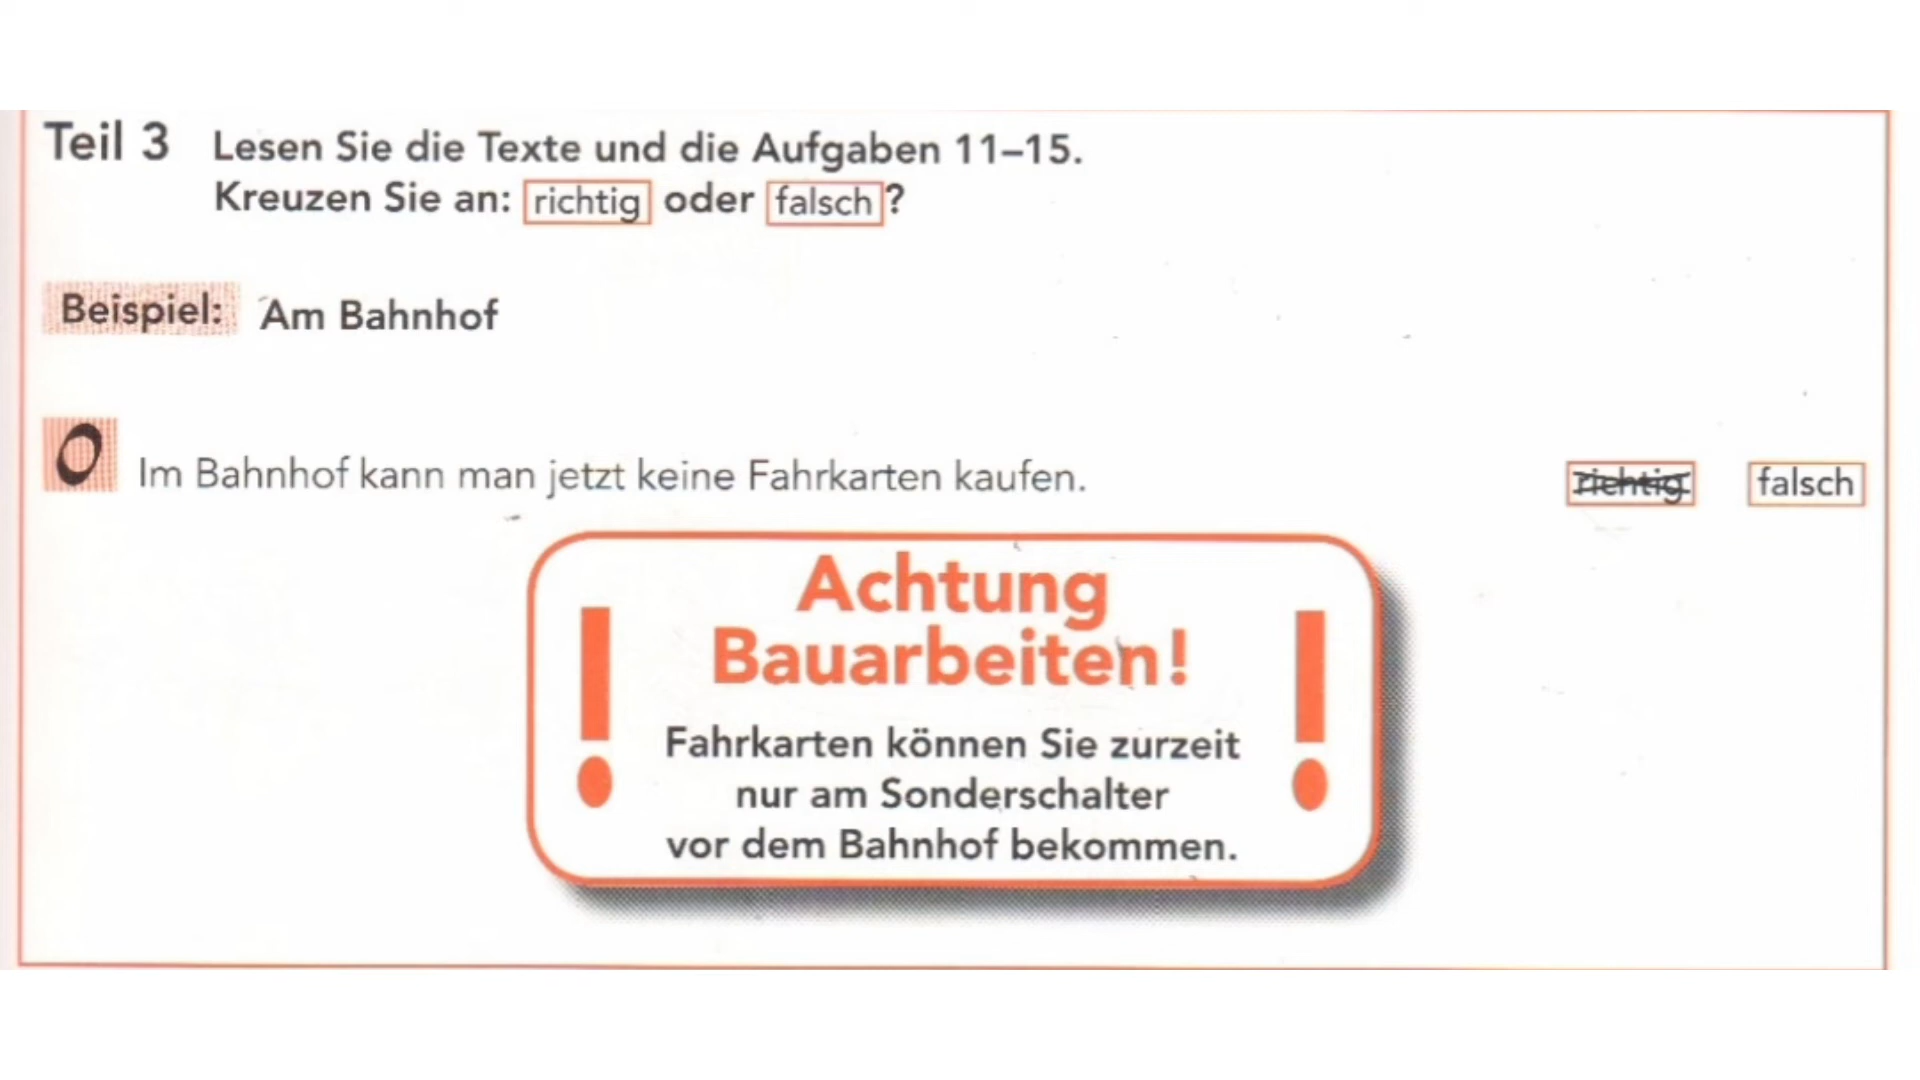 Teil 3 Lesen Sie die Texte und die Aufgaben 11–15.
Kreuzen Sie an: richtig oder falsch ?
Beispiel: Am Bahnhof
0 Im Bahnhof kann man jetzt keine Fahrkarten kaufen. richtig falsch
Achtung
Bauarbeiten!
! !
Fahrkarten können Sie zurzeit
nur am Sonderschalter
vor dem Bahnhof bekommen.